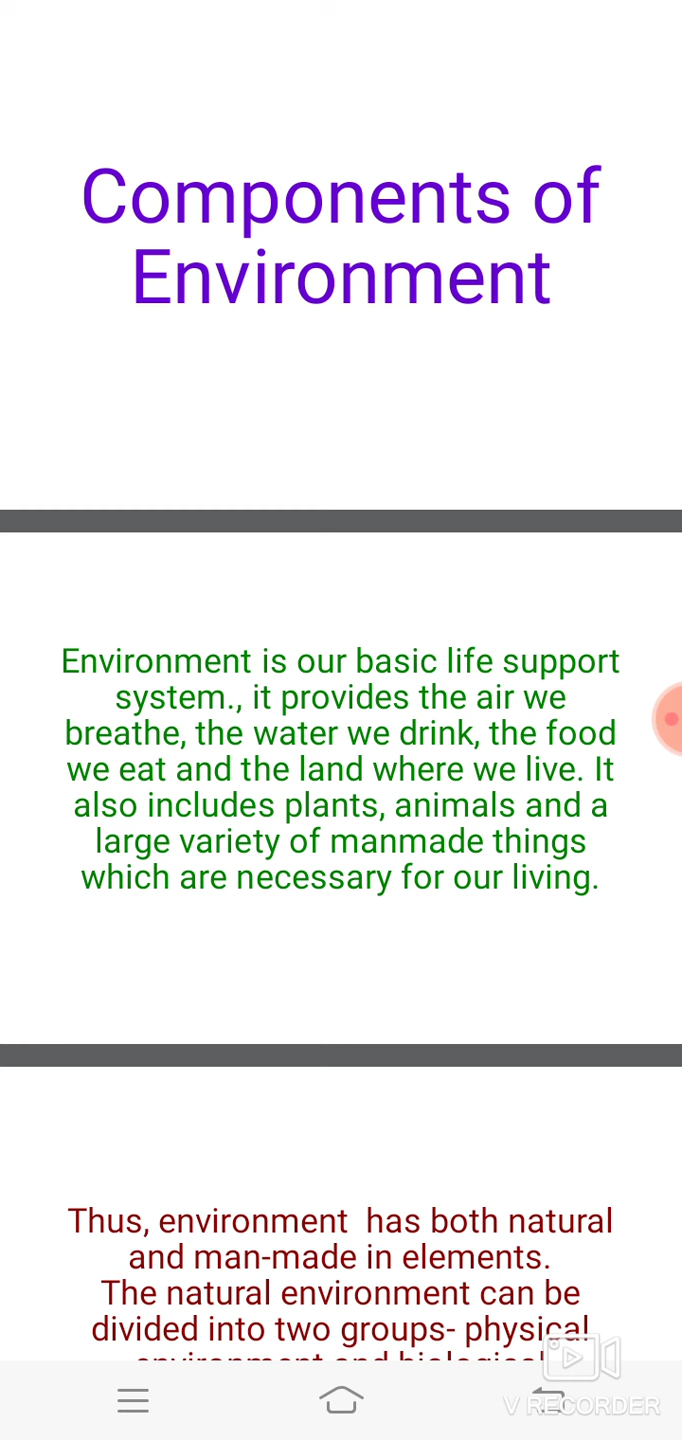 Components of
Environment
Environment is our basic life support
system., it provides the air we
breathe, the water we drink, the food
we eat and the land where we live. It
also includes plants, animals and a
large variety of manmade things
which are necessary for our living.
Thus, environment  has both natural
and man-made in elements.
The natural environment can be
divided into two groups- physical
environment and biological
V RECORDER